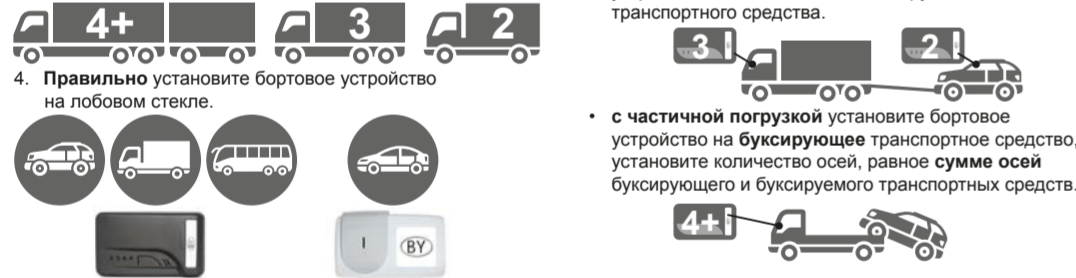 4+
3
2
4. Правильно установите бортовое устройство
на лобовом стекле.
I
BY
транспортного средства.
3
2
• с частичной погрузкой установите бортовое
устройство на буксирующее транспортное средство,
установите количество осей, равное сумме осей
буксирующего и буксируемого транспортных средств.
4+